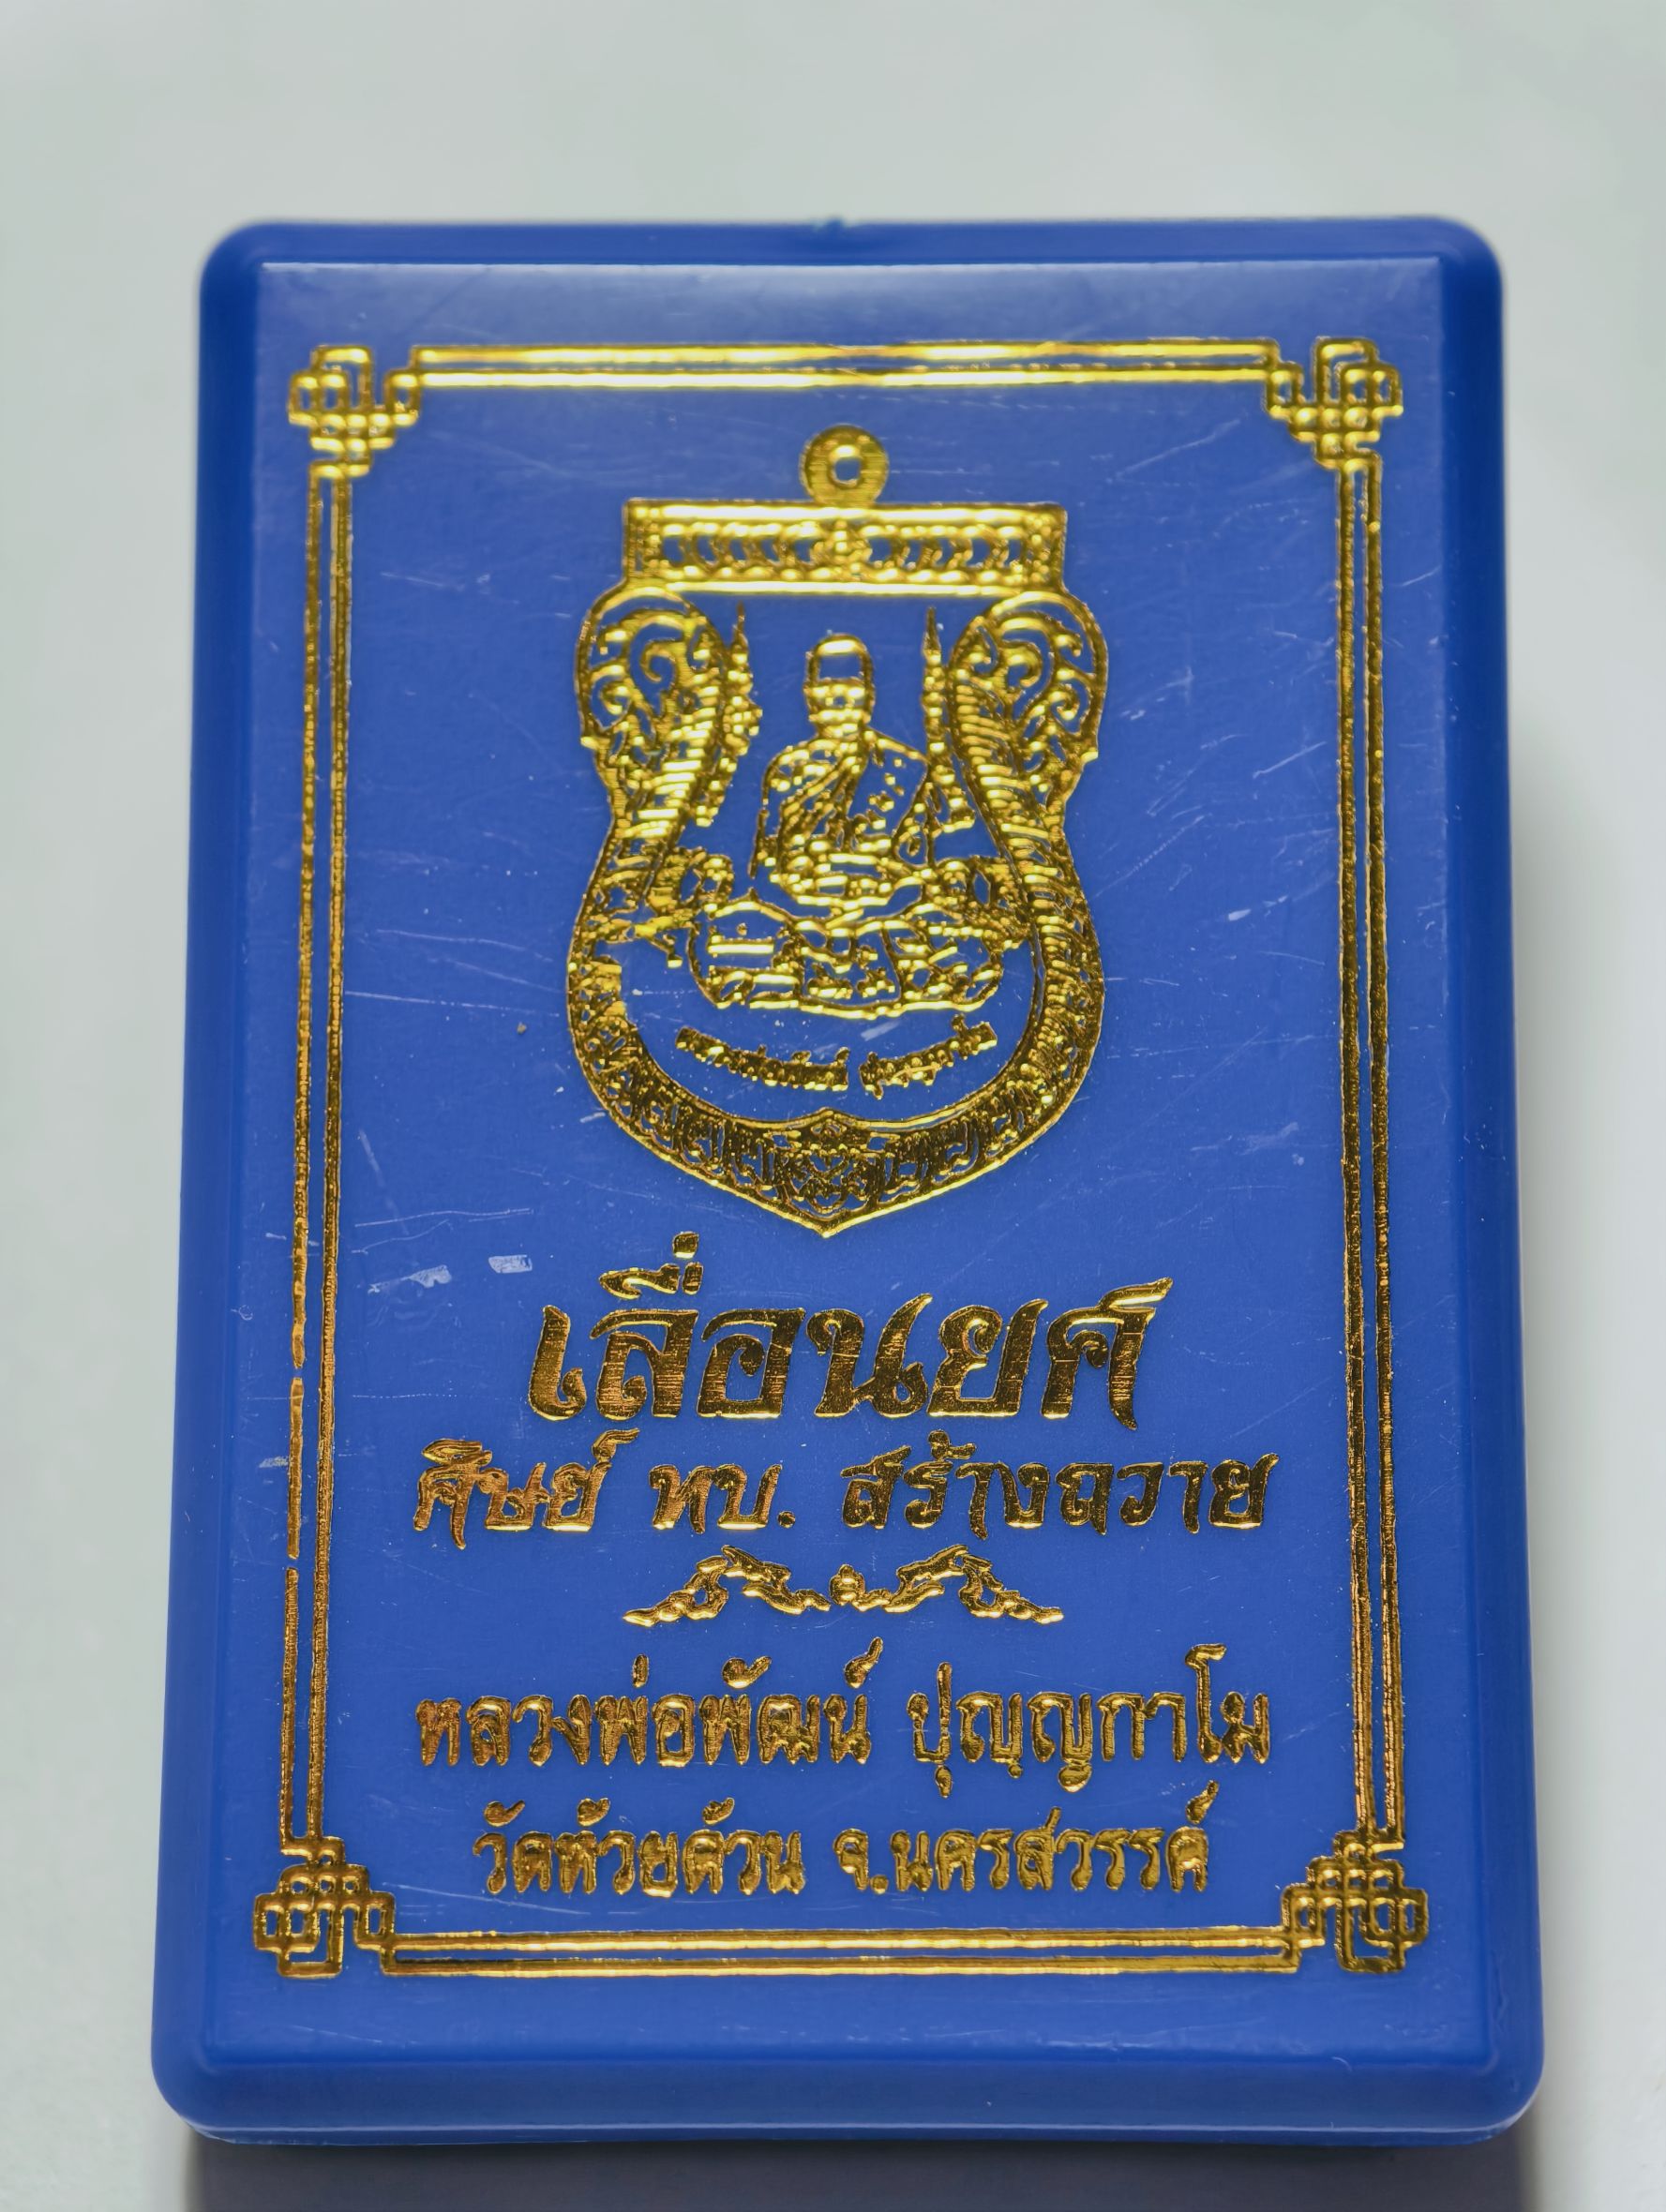 เลื่อนยศ
ศิษย์ ทบ. สร้างถวาย
หลวงพ่อพัฒน์ ปุญฺญกาโม
วัดห้วยด้วน จ.นครสวรรค์